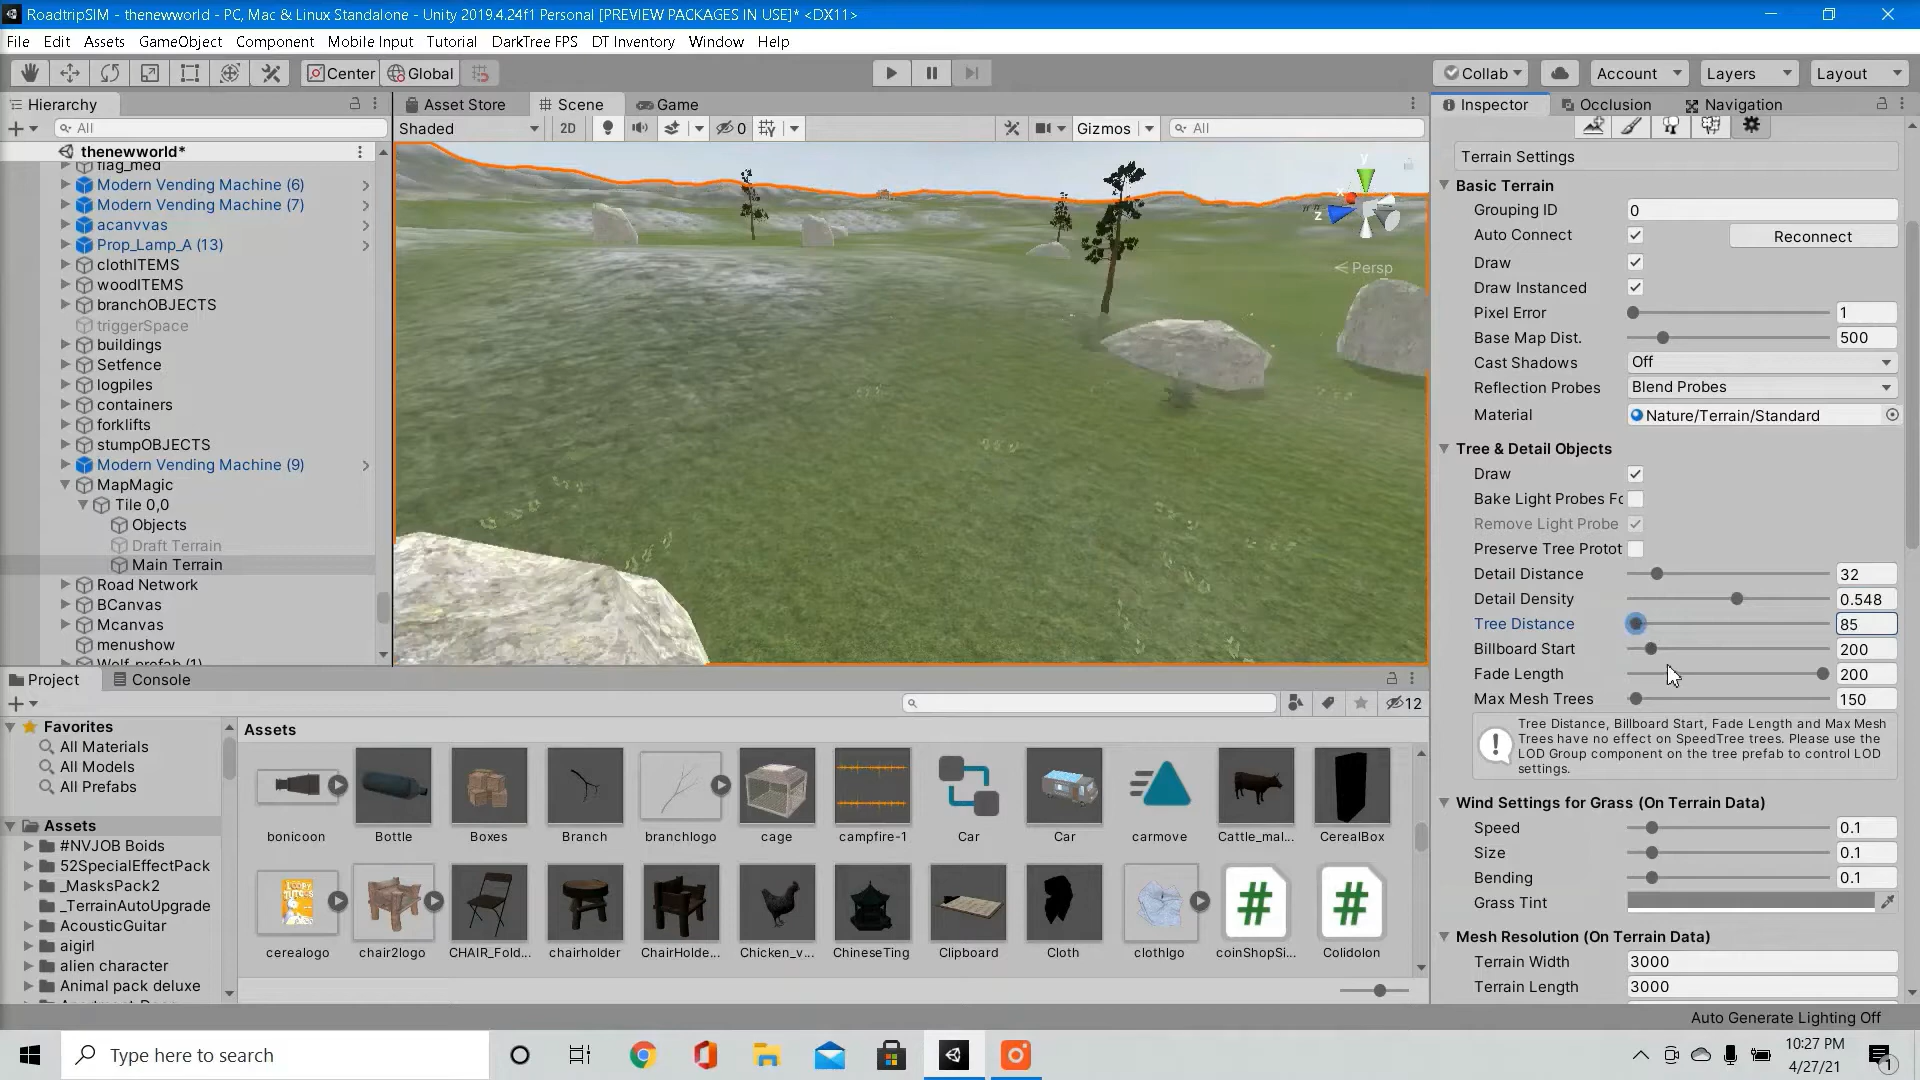 RoadtripSIM - thenewworld - PC, Mac & Linux Standalone - Unity 2019.4.24f1 Personal [PREVIEW PACKAGES IN USE]* <DX11>
File Edit Assets GameObject Component Mobile Input Tutorial DarkTree FPS DT Inventory Window Help
Center Global Collab Account Layers Layout
Hierarchy
All
thenewworld*
flag_med
Modern Vending Machine (6)
Modern Vending Machine (7)
acanvvas
Prop_Lamp_A (13)
clothITEMS
woodITEMS
branchOBJECTS
triggerSpace
buildings
Setfence
logpiles
containers
forklifts
stumpOBJECTS
Modern Vending Machine (9)
MapMagic
Tile 0,0
Objects
Draft Terrain
Main Terrain
Road Network
BCanvas
Mcanvas
menushow
Wolf-prefab (1)
Asset Store Scene Game
Shaded 2D 0 Gizmos All
y
x
z
Persp
Inspector Occlusion Navigation
Terrain Settings
Basic Terrain
Grouping ID 0
Auto Connect Reconnect
Draw
Draw Instanced
Pixel Error 1
Base Map Dist. 500
Cast Shadows Off
Reflection Probes Blend Probes
Material Nature/Terrain/Standard
Tree & Detail Objects
Draw
Bake Light Probes Fo
Remove Light Probe
Preserve Tree Protot
Detail Distance 32
Detail Density 0.548
Tree Distance 85
Billboard Start 200
Fade Length 200
Max Mesh Trees 150
Tree Distance, Billboard Start, Fade Length and Max Mesh
Trees have no effect on SpeedTree trees. Please use the
LOD Group component on the tree prefab to control LOD
settings.
Wind Settings for Grass (On Terrain Data)
Speed 0.1
Size 0.1
Bending 0.1
Grass Tint
Mesh Resolution (On Terrain Data)
Terrain Width 3000
Terrain Length 3000
Auto Generate Lighting Off
Project Console
12
Favorites
All Materials
All Models
All Prefabs
Assets
#NVJOB Boids
52SpecialEffectPack
_MasksPack2
_TerrainAutoUpgrade
AcousticGuitar
aigirl
alien character
Animal pack deluxe
Assets
bonicoon Bottle Boxes Branch branchlogo cage campfire-1 Car Car carmove Cattle_mal... CerealBox
cerealogo chair2logo CHAIR_Fold... chairholder ChairHolde... Chicken_v... ChineseTing Clipboard Cloth clothlgo coinShopSi... Colidolon
Type here to search
10:27 PM
4/27/21
1